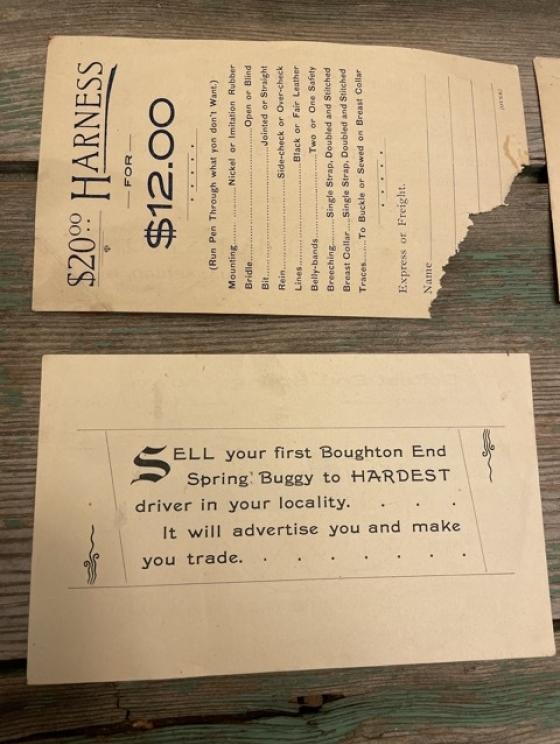 $20.00 HARNESS
—FOR—
$12.00
(Run Pen Through what you don't Want.)
Mounting..........Nickel or Imitation Rubber
Bridle..........Open or Blind
Bit..........Jointed or Straight
Rein..........Side-check or Over-check
Lines..........Black or Fair Leather
Belly-bands..........Two or One Safety
Breeching....Single Strap, Doubled and Stitched
Breast Collar....Single Strap, Doubled and Stitched
Traces....To Buckle or Sewed on Breast Collar
Express or Freight.
Name
SELL your first Boughton End
Spring Buggy to HARDEST
driver in your locality. . . .
It will advertise you and make
you trade. . . . . . .